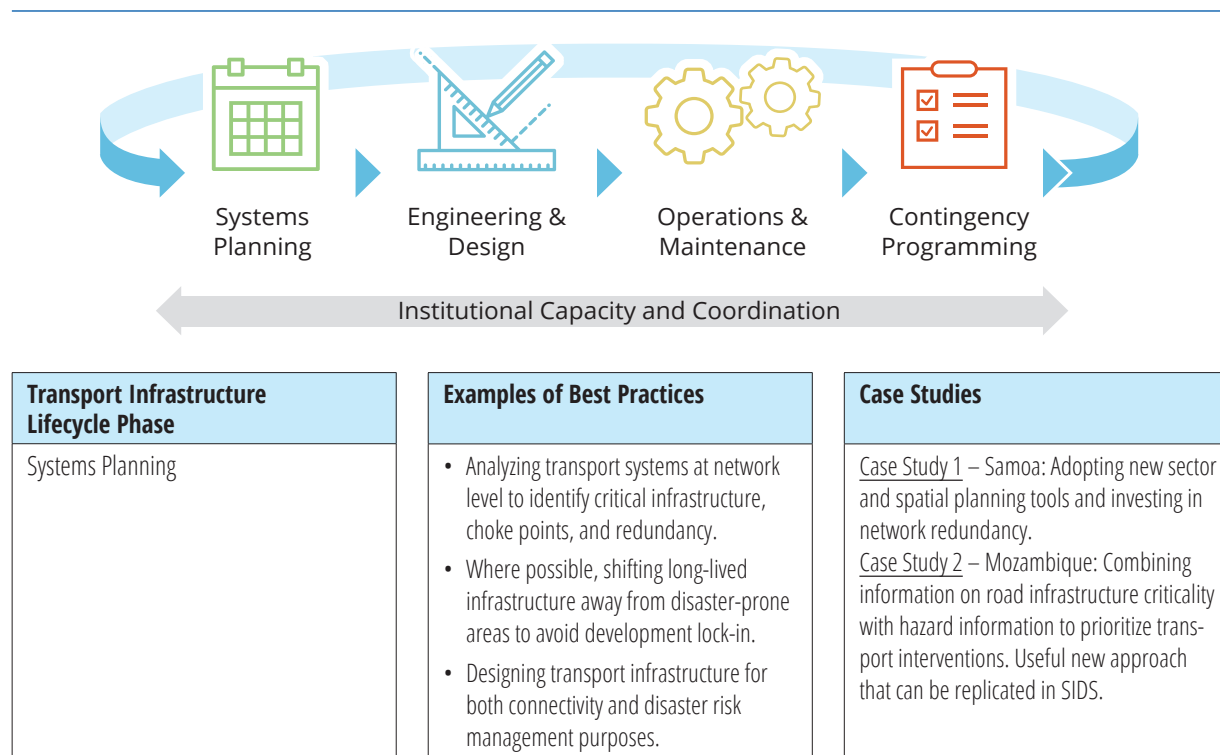 Systems
Planning
Engineering &
Design
Operations &
Maintenance
Contingency
Programming
Institutional Capacity and Coordination
Transport Infrastructure
Lifecycle Phase
Systems Planning
Examples of Best Practices
• Analyzing transport systems at network
level to identify critical infrastructure,
choke points, and redundancy.
• Where possible, shifting long-lived
infrastructure away from disaster-prone
areas to avoid development lock-in.
• Designing transport infrastructure for
both connectivity and disaster risk
management purposes.
Case Studies
Case Study 1 – Samoa: Adopting new sector
and spatial planning tools and investing in
network redundancy.
Case Study 2 – Mozambique: Combining
information on road infrastructure criticality
with hazard information to prioritize trans-
port interventions. Useful new approach
that can be replicated in SIDS.